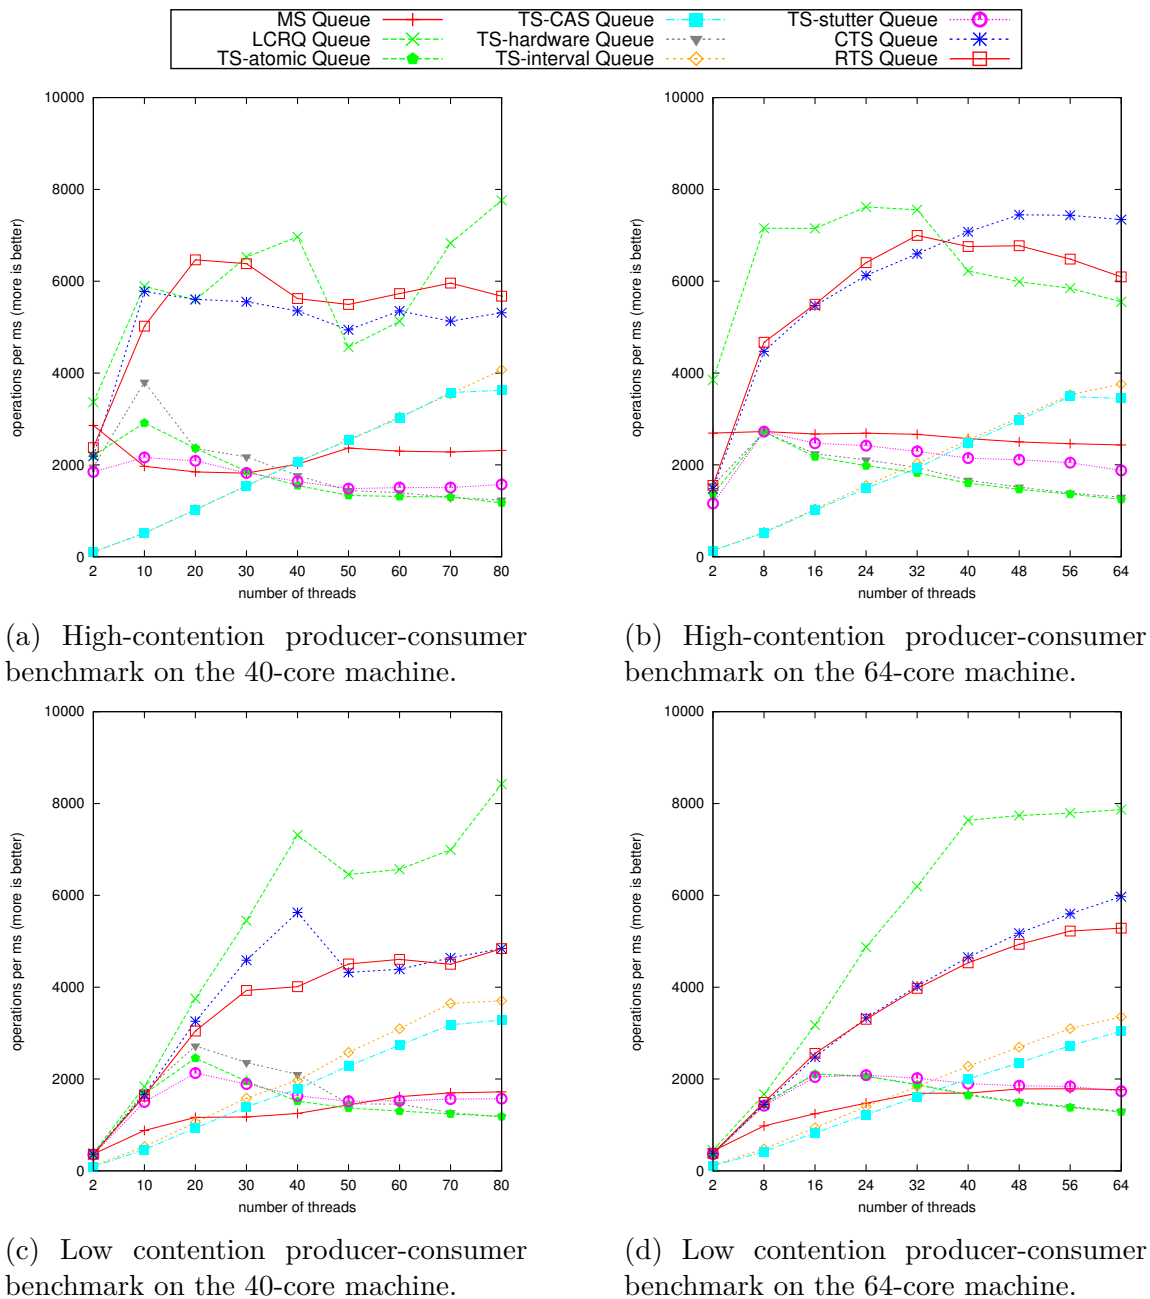 MS Queue
LCRQ Queue
TS-atomic Queue
TS-CAS Queue
TS-hardware Queue
TS-interval Queue
TS-stutter Queue
CTS Queue
RTS Queue
operations per ms (more is better)
10000
8000
6000
4000
2000
0
2 10 20 30 40 50 60 70 80
number of threads
(a) High-contention producer-consumer
benchmark on the 40-core machine.
operations per ms (more is better)
10000
8000
6000
4000
2000
0
2 8 16 24 32 40 48 56 64
number of threads
(b) High-contention producer-consumer
benchmark on the 64-core machine.
operations per ms (more is better)
10000
8000
6000
4000
2000
0
2 10 20 30 40 50 60 70 80
number of threads
(c) Low contention producer-consumer
benchmark on the 40-core machine.
operations per ms (more is better)
10000
8000
6000
4000
2000
0
2 8 16 24 32 40 48 56 64
number of threads
(d) Low contention producer-consumer
benchmark on the 64-core machine.